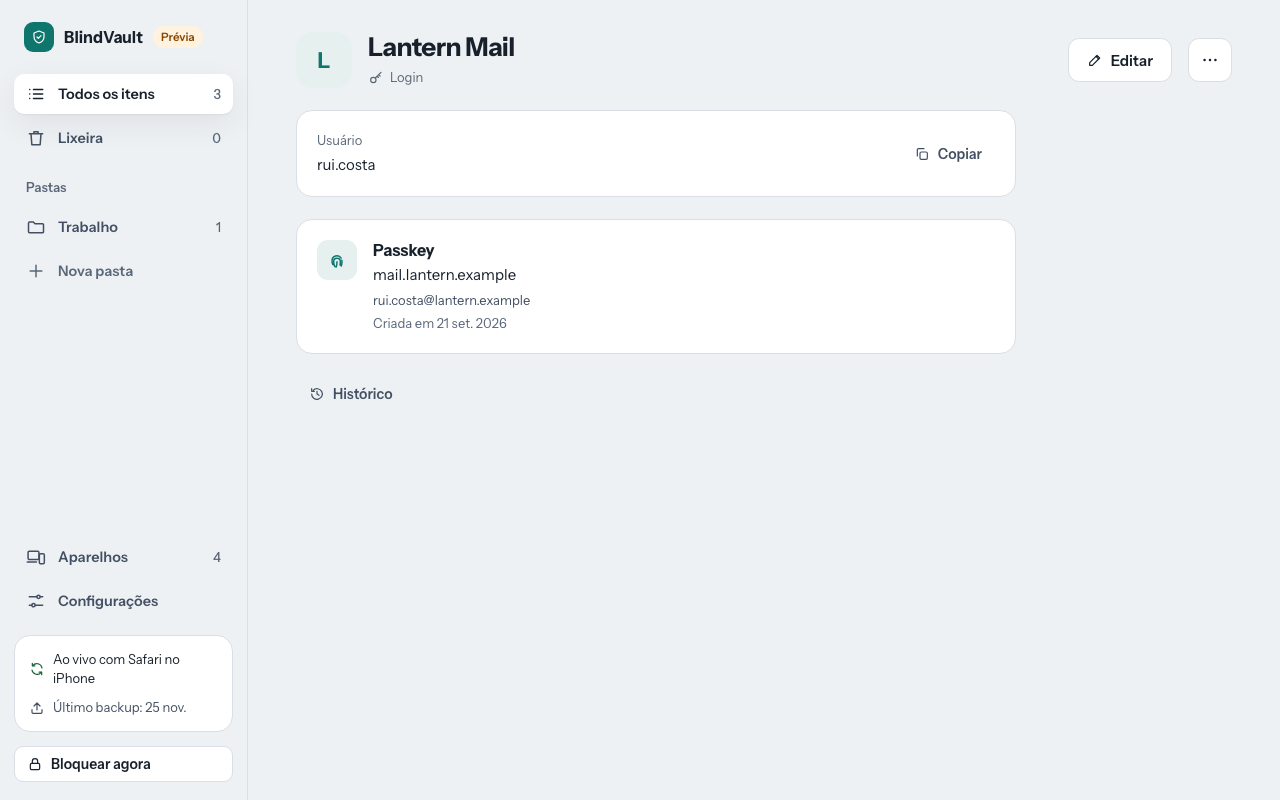 BlindVault Prévia
Todos os itens 3
Lixeira 0
Pastas
Trabalho 1
Nova pasta
Aparelhos 4
Configurações
Ao vivo com Safari no
iPhone
Último backup: 25 nov.
Bloquear agora
L
Lantern Mail
Login
Editar
Usuário
rui.costa
Copiar
Passkey
mail.lantern.example
rui.costa@lantern.example
Criada em 21 set. 2026
Histórico